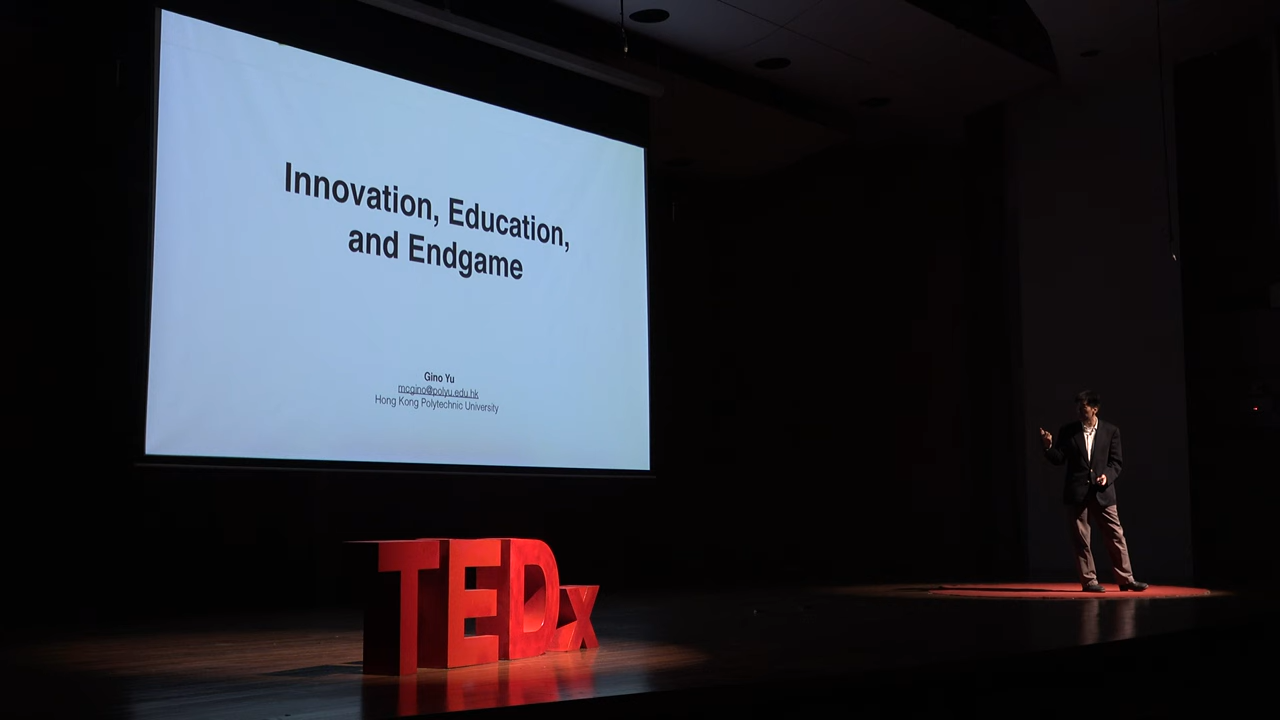 Innovation, Education,
and Endgame
Gino Yu
mcgino@polyu.edu.hk
Hong Kong Polytechnic University
TEDx